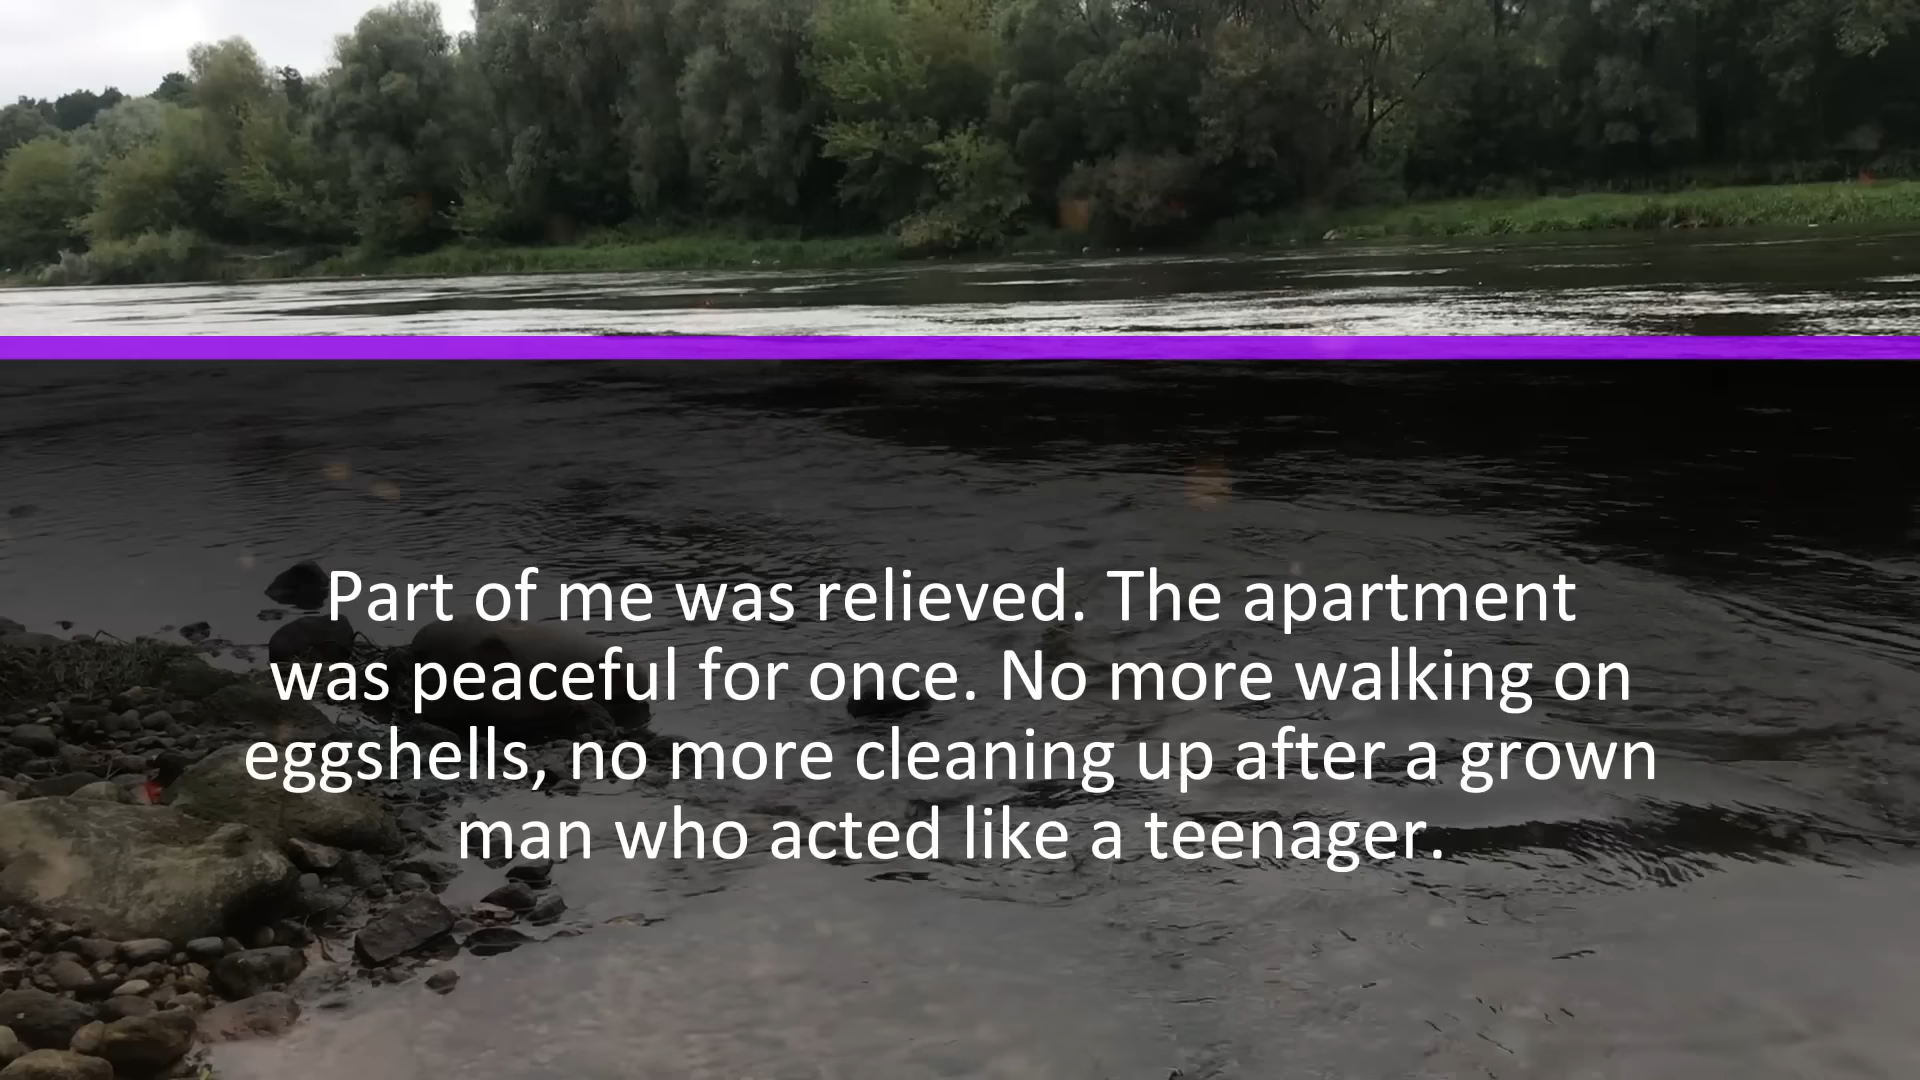 Part of me was relieved. The apartment
was peaceful for once. No more walking on
eggshells, no more cleaning up after a grown
man who acted like a teenager.